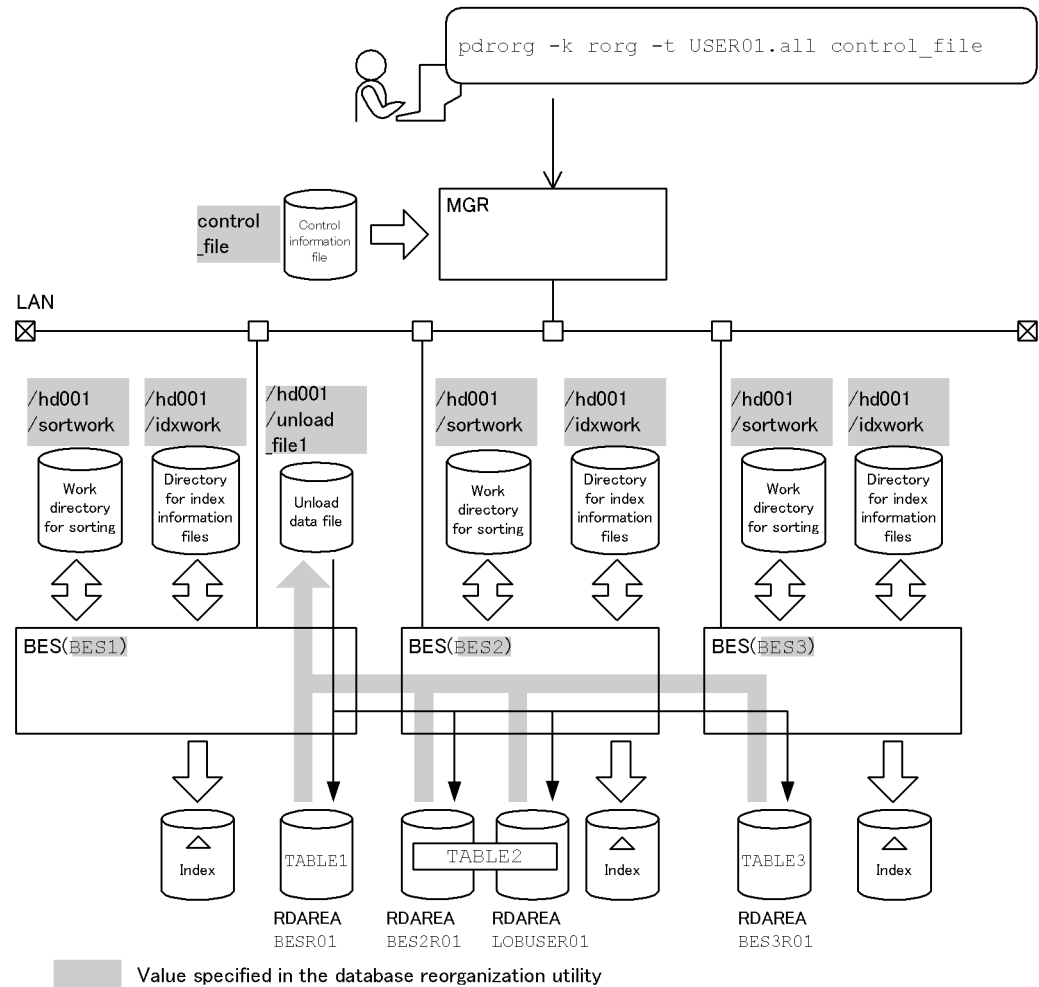 pdrorg -k rorg -t USER01.all control_file
MGR
control
_file
Control
information
file
LAN
/hd001
/sortwork
/hd001
/idxwork
/hd001
/unload
_file1
/hd001
/sortwork
/hd001
/idxwork
/hd001
/sortwork
/hd001
/idxwork
Work
directory
for sorting
Directory
for index
information
files
Unload
data file
Work
directory
for sorting
Directory
for index
information
files
Work
directory
for sorting
Directory
for index
information
files
BES(BES1)
BES(BES2)
BES(BES3)
Index
TABLE1
TABLE2
Index
TABLE3
Index
RDAREA
BESR01
RDAREA
BES2R01
RDAREA
LOBUSER01
RDAREA
BES3R01
Value specified in the database reorganization utility